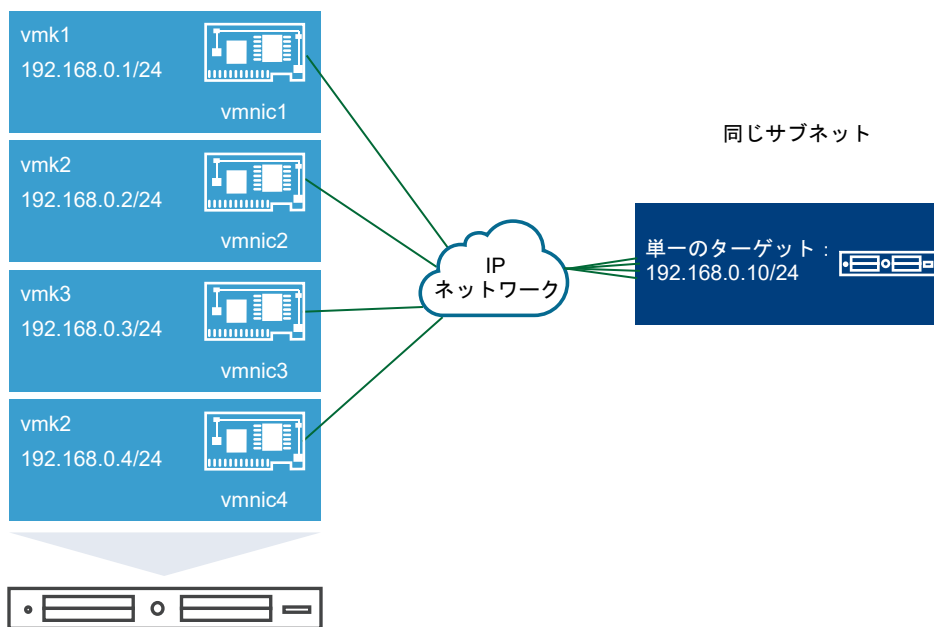 vmk1
192.168.0.1/24
vmnic1
vmk2
192.168.0.2/24
vmnic2
vmk3
192.168.0.3/24
vmnic3
vmk2
192.168.0.4/24
vmnic4
IP
ネットワーク
同じサブネット
単一のターゲット：
192.168.0.10/24